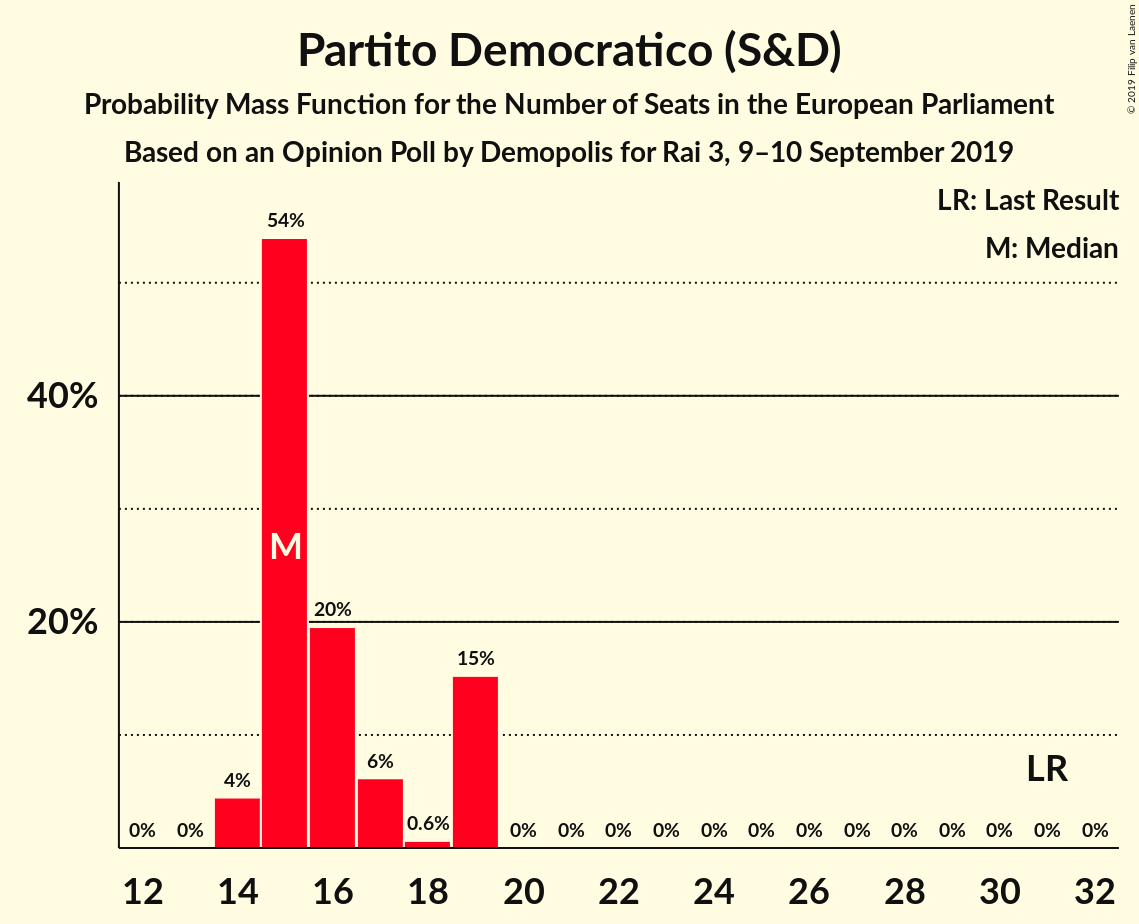 Partito Democratico (S&D)
Probability Mass Function for the Number of Seats in the European Parliament
Based on an Opinion Poll by Demopolis for Rai 3, 9–10 September 2019
© 2019 Filip van Laenen
LR: Last Result
M: Median
54%
40%
M
20%
20%
15%
6%
4%
0.6%
LR
0% 0% 0% 0% 0% 0% 0% 0% 0% 0% 0% 0% 0% 0% 0%
12 14 16 18 20 22 24 26 28 30 32